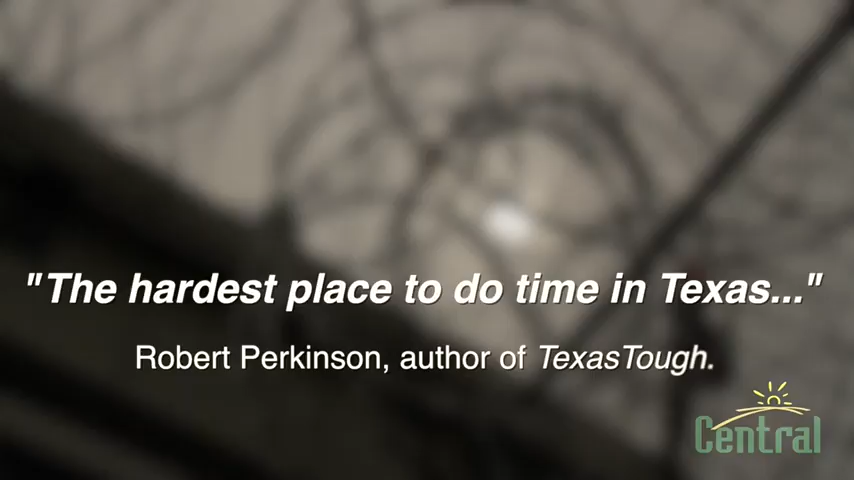 "The hardest place to do time in Texas..."
Robert Perkinson, author of TexasTough.
Central